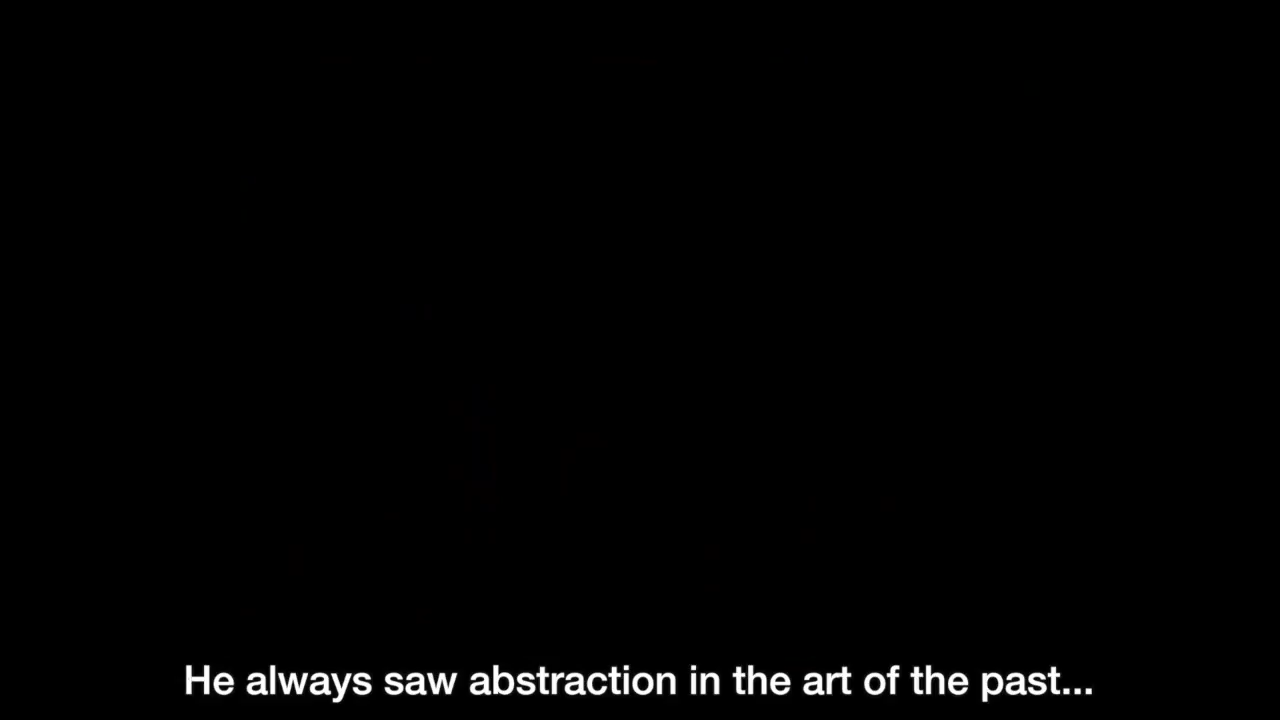 He always saw abstraction in the art of the past...